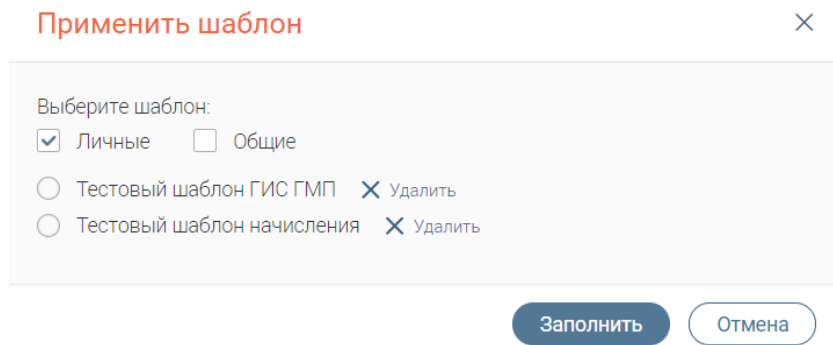 Применить шаблон
Выберите шаблон:
Личные Общие
Тестовый шаблон ГИС ГМП Удалить
Тестовый шаблон начисления Удалить
Заполнить Отмена